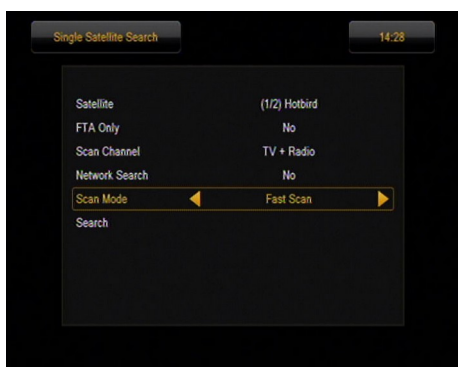 Single Satellite Search 14:28
Satellite (1/2) Hotbird
FTA Only No
Scan Channel TV + Radio
Network Search No
Scan Mode Fast Scan
Search